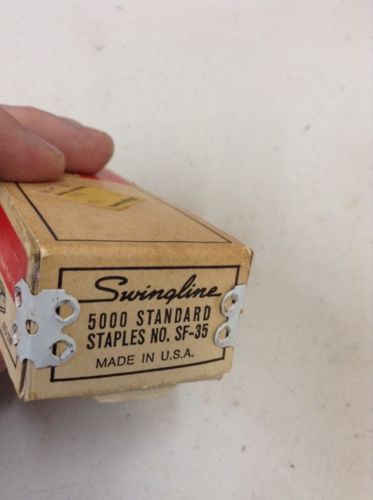 Swingline
5000 STANDARD
STAPLES NO. SF-35
MADE IN U.S.A.